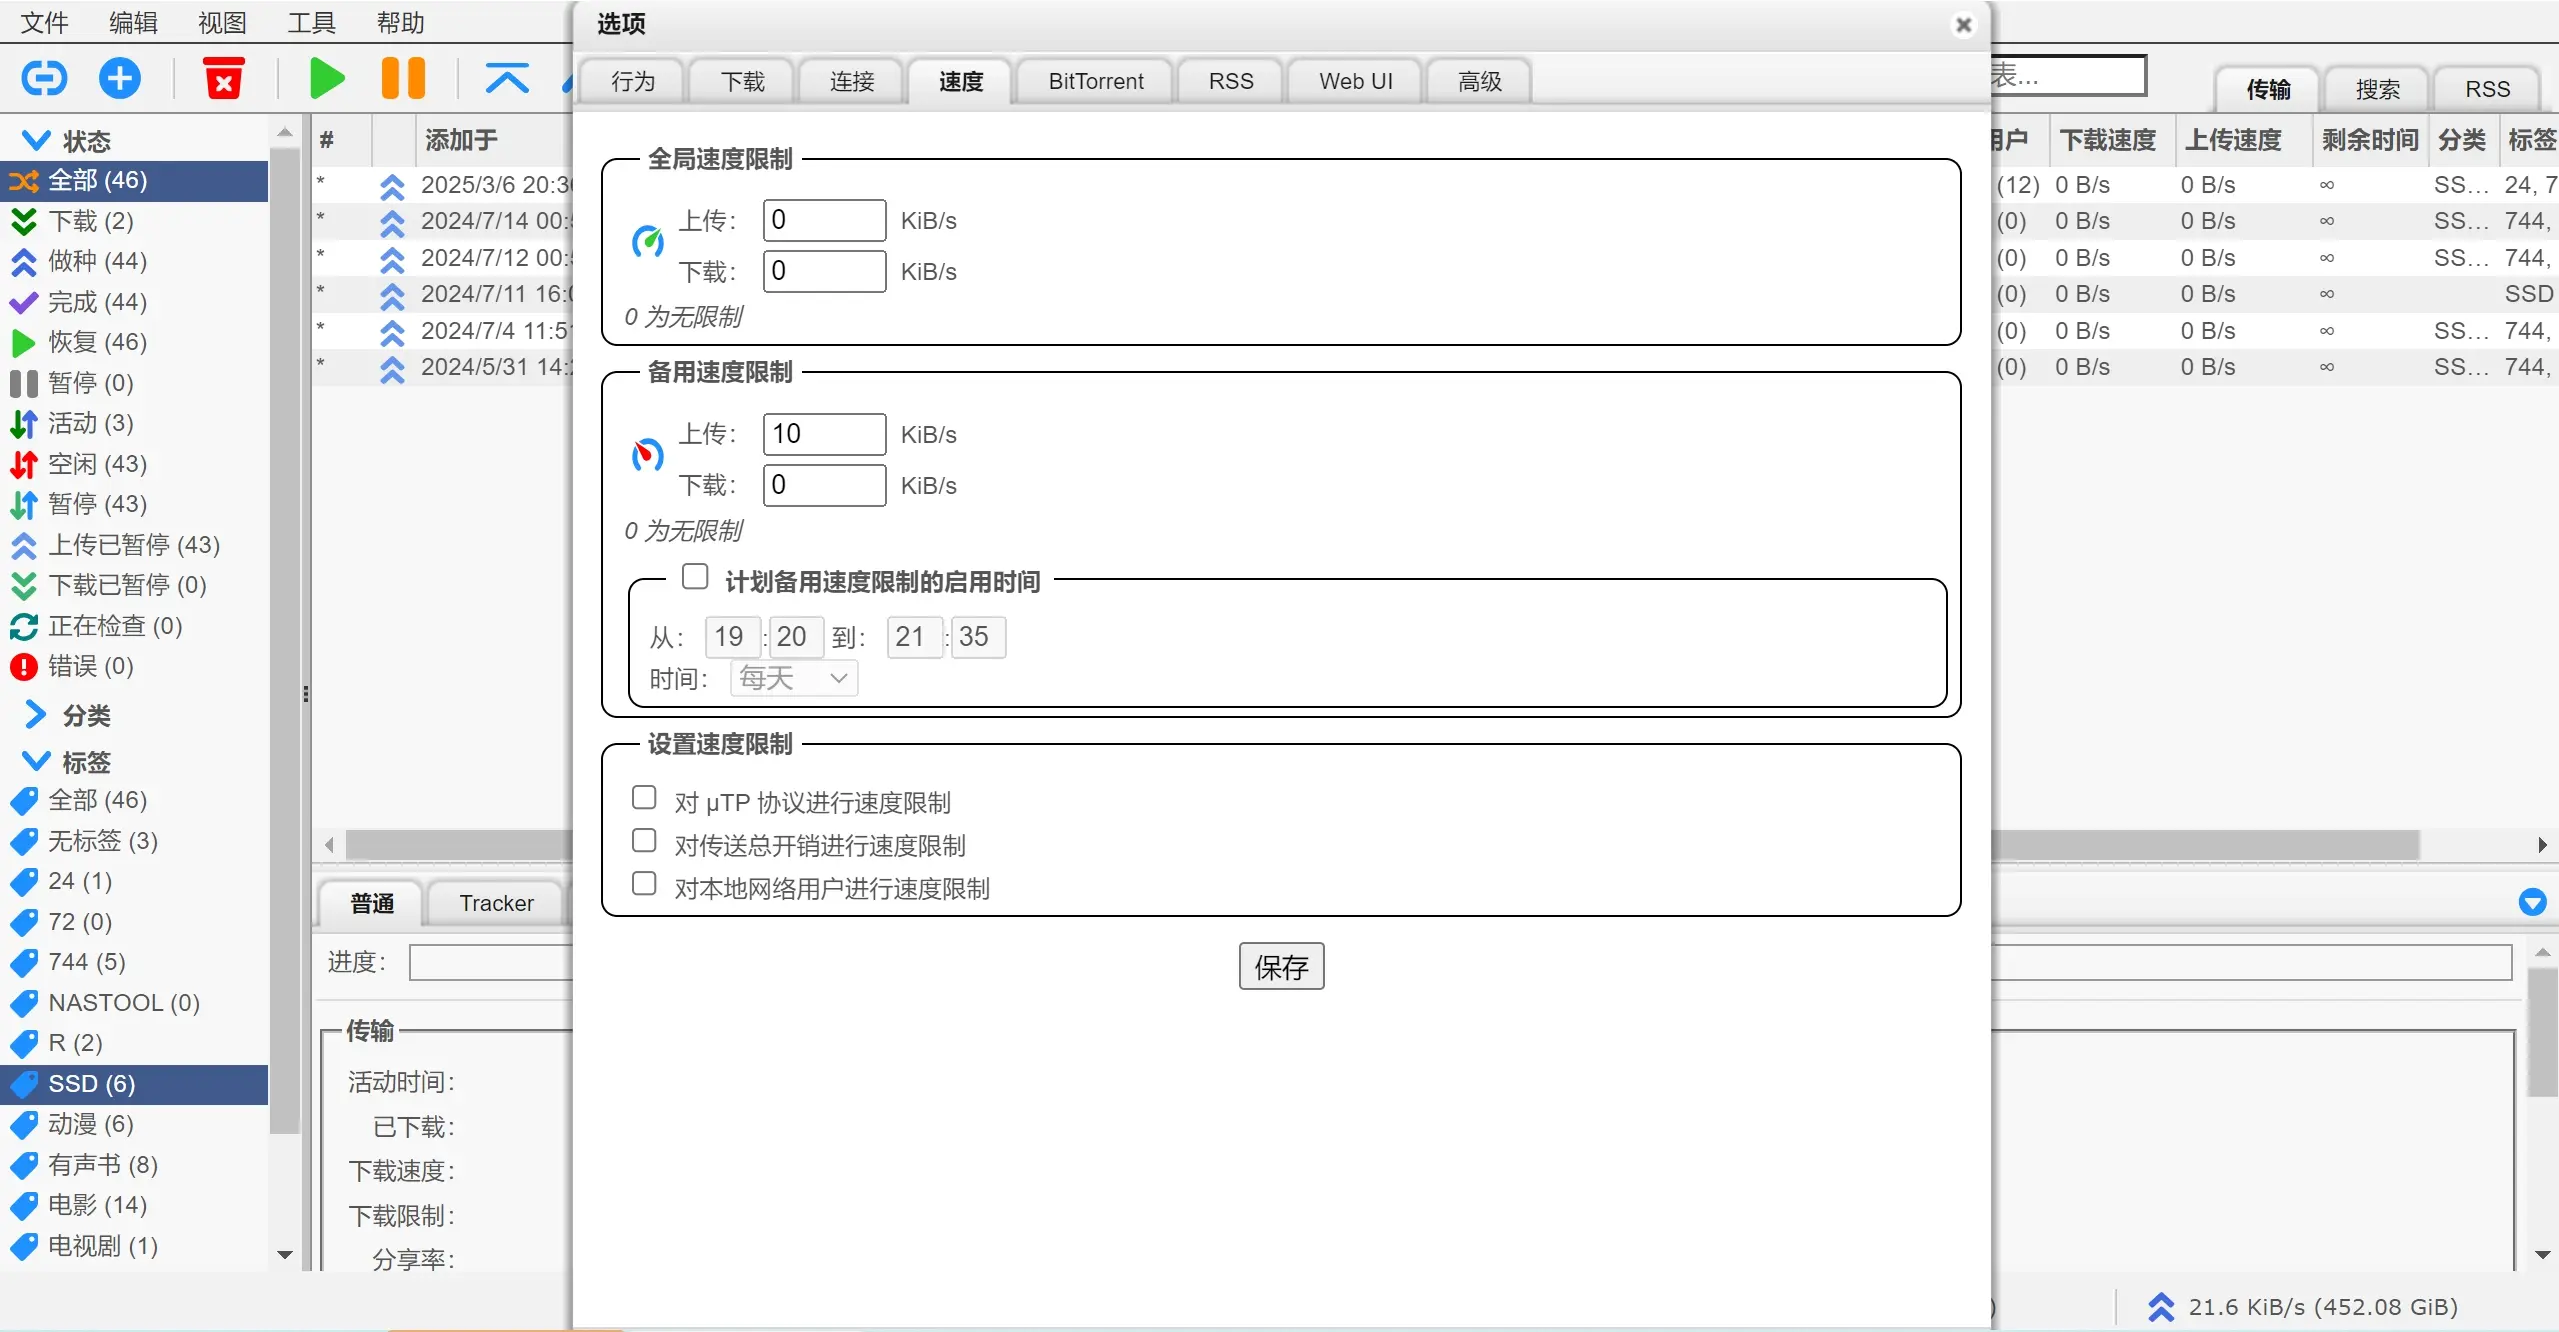 文件 编辑 视图 工具 帮助
选项
行为 下载 连接 速度 BitTorrent RSS Web UI 高级
表...
传输 搜索 RSS
状态
全部 (46)
下载 (2)
做种 (44)
完成 (44)
恢复 (46)
暂停 (0)
活动 (3)
空闲 (43)
暂停 (43)
上传已暂停 (43)
下载已暂停 (0)
正在检查 (0)
错误 (0)
分类
标签
全部 (46)
无标签 (3)
24 (1)
72 (0)
744 (5)
NASTOOL (0)
R (2)
SSD (6)
动漫 (6)
有声书 (8)
电影 (14)
电视剧 (1)
# 添加于
* 2025/3/6 20:3
* 2024/7/14 00:
* 2024/7/12 00:
* 2024/7/11 16:
* 2024/7/4 11:5
* 2024/5/31 14:
全局速度限制
上传: 0 KiB/s
下载: 0 KiB/s
0 为无限制
备用速度限制
上传: 10 KiB/s
下载: 0 KiB/s
0 为无限制
计划备用速度限制的启用时间
从: 19 : 20 到: 21 : 35
时间: 每天
设置速度限制
对 μTP 协议进行速度限制
对传送总开销进行速度限制
对本地网络用户进行速度限制
保存
用户 下载速度 上传速度 剩余时间 分类 标签
(12) 0 B/s 0 B/s ∞ SS... 24, 7
(0) 0 B/s 0 B/s ∞ SS... 744,
(0) 0 B/s 0 B/s ∞ SS... 744,
(0) 0 B/s 0 B/s ∞ SSD
(0) 0 B/s 0 B/s ∞ SS... 744,
(0) 0 B/s 0 B/s ∞ SS... 744,
普通 Tracker
进度:
传输
活动时间:
已下载:
下载速度:
下载限制:
分享率:
) 21.6 KiB/s (452.08 GiB)